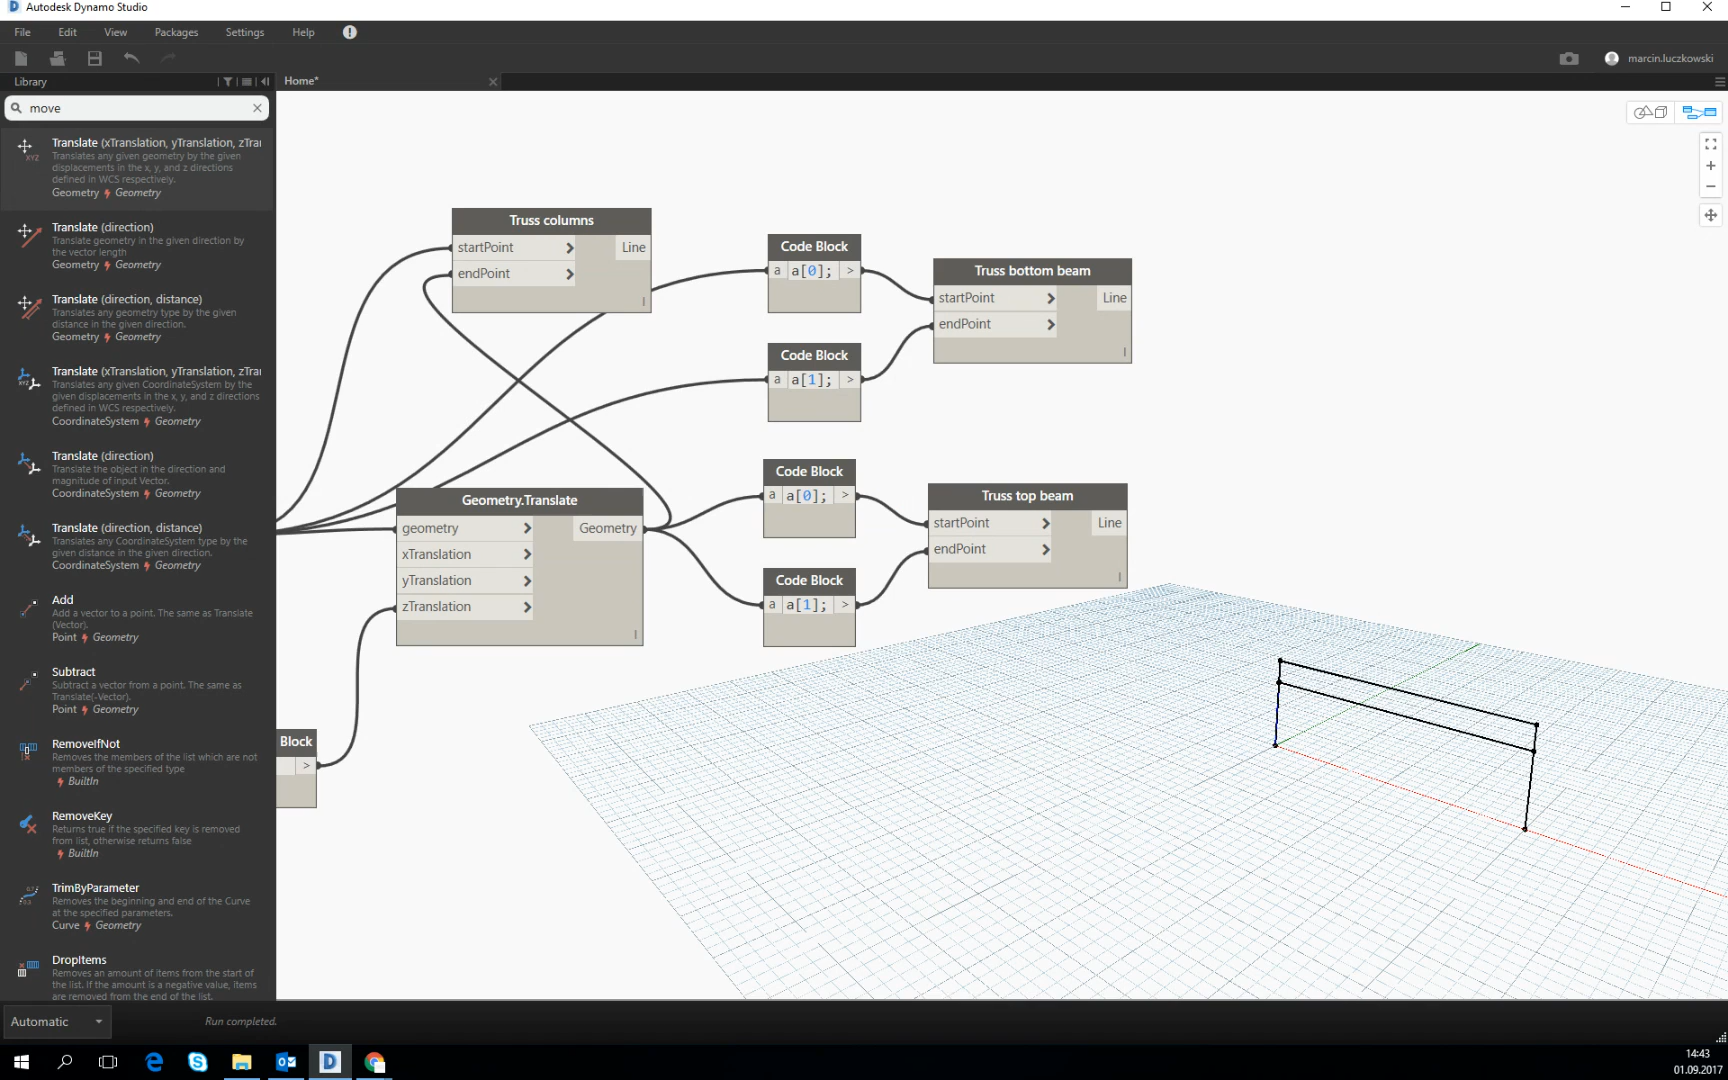 Autodesk Dynamo Studio
File Edit View Packages Settings Help
marcin.luczkowski
Library
Home*
move
Translate (xTranslation, yTranslation, zTrar
Translates any given geometry by the given
displacements in the x, y, and z directions
defined in WCS respectively.
Geometry Geometry
Translate (direction)
Translate geometry in the given direction by
the vector length
Geometry Geometry
Translate (direction, distance)
Translates any geometry type by the given
distance in the given direction.
Geometry Geometry
Translate (xTranslation, yTranslation, zTrar
Translates any given CoordinateSystem by the
given displacements in the x, y, and z directions
defined in WCS respectively.
CoordinateSystem Geometry
Translate (direction)
Translate the object in the direction and
magnitude of input Vector.
CoordinateSystem Geometry
Translate (direction, distance)
Translates any CoordinateSystem type by the
given distance in the given direction.
CoordinateSystem Geometry
Add
Add a vector to a point. The same as Translate
(Vector).
Point Geometry
Subtract
Subtract a vector from a point. The same as
Translate(-Vector).
Point Geometry
RemoveIfNot
Removes the members of the list which are not
members of the specified type
BuiltIn
RemoveKey
Returns true if the specified key is removed
from list, otherwise returns false
BuiltIn
TrimByParameter
Removes the beginning and end of the Curve
at the specified parameters.
Curve Geometry
DropItems
Removes an amount of items from the start of
the list. If the amount is a negative value, items
are removed from the end of the list.
Truss columns
startPoint > Line
endPoint >
Code Block
a a[0]; >
Code Block
a a[1]; >
Truss bottom beam
startPoint > Line
endPoint >
Geometry.Translate
geometry > Geometry
xTranslation >
yTranslation >
zTranslation >
Code Block
a a[0]; >
Code Block
a a[1]; >
Truss top beam
startPoint > Line
endPoint >
Block
>
Automatic
Run completed.
14:43
01.09.2017